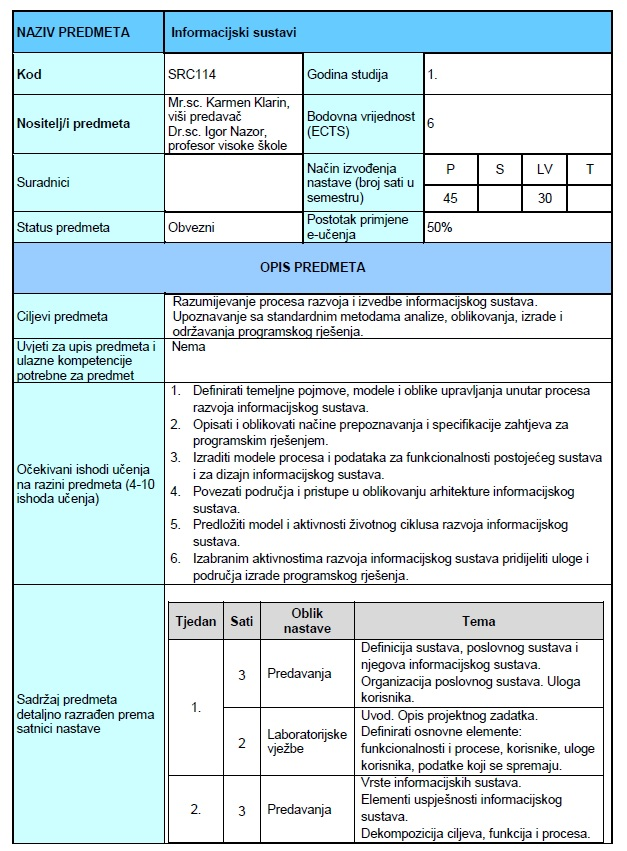 NAZIV PREDMETA
Informacijski sustavi
Kod
SRC114
Godina studija
1.
Nositelj/i predmeta
Mr.sc. Karmen Klarin,
viši predavač
Dr.sc. Igor Nazor,
profesor visoke škole
Bodovna vrijednost
(ECTS)
6
Suradnici
Način izvođenja
nastave (broj sati u
semestru)
P
S
LV
T
45
30
Status predmeta
Obvezni
Postotak primjene
e-učenja
50%
OPIS PREDMETA
Ciljevi predmeta
Razumijevanje procesa razvoja i izvedbe informacijskog sustava.
Upoznavanje sa standardnim metodama analize, oblikovanja, izrade i
održavanja programskog rješenja.
Uvjeti za upis predmeta i
ulazne kompetencije
potrebne za predmet
Nema
Očekivani ishodi učenja
na razini predmeta (4-10
ishoda učenja)
1. Definirati temeljne pojmove, modele i oblike upravljanja unutar procesa
razvoja informacijskog sustava.
2. Opisati i oblikovati načine prepoznavanja i specifikacije zahtjeva za
programskim rješenjem.
3. Izraditi modele procesa i podataka za funkcionalnosti postojećeg sustava
i za dizajn informacijskog sustava.
4. Povezati područja i pristupe u oblikovanju arhitekture informacijskog
sustava.
5. Predložiti model i aktivnosti životnog ciklusa razvoja informacijskog
sustava.
6. Izabranim aktivnostima razvoja informacijskog sustava pridijeliti uloge i
područja izrade programskog rješenja.
Sadržaj predmeta
detaljno razrađen prema
satnici nastave
Tjedan
Sati
Oblik
nastave
Tema
1.
3
Predavanja
Definicija sustava, poslovnog sustava i
njegova informacijskog sustava.
Organizacija poslovnog sustava. Uloga
korisnika.
2
Laboratorijske
vježbe
Uvod. Opis projektnog zadatka.
Definirati osnovne elemente:
funkcionalnosti i procese, korisnike, uloge
korisnika, podatke koji se spremaju.
2.
3
Predavanja
Vrste informacijskih sustava.
Elementi uspješnosti informacijskog
sustava.
Dekompozicija ciljeva, funkcija i procesa.